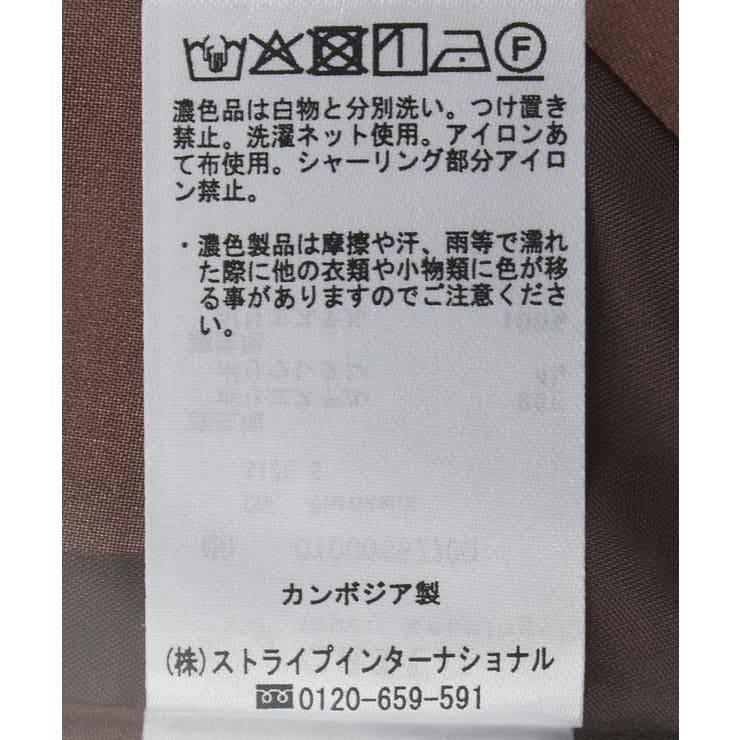 F
濃色品は白物と分別洗い。つけ置き
禁止。洗濯ネット使用。アイロンあ
て布使用。シャーリング部分アイロ
ン禁止。
・濃色製品は摩擦や汗、雨等で濡れ
た際に他の衣類や小物類に色が移
る事がありますのでご注意くださ
い。
カンボジア製
(株)ストライプインターナショナル
0120-659-591